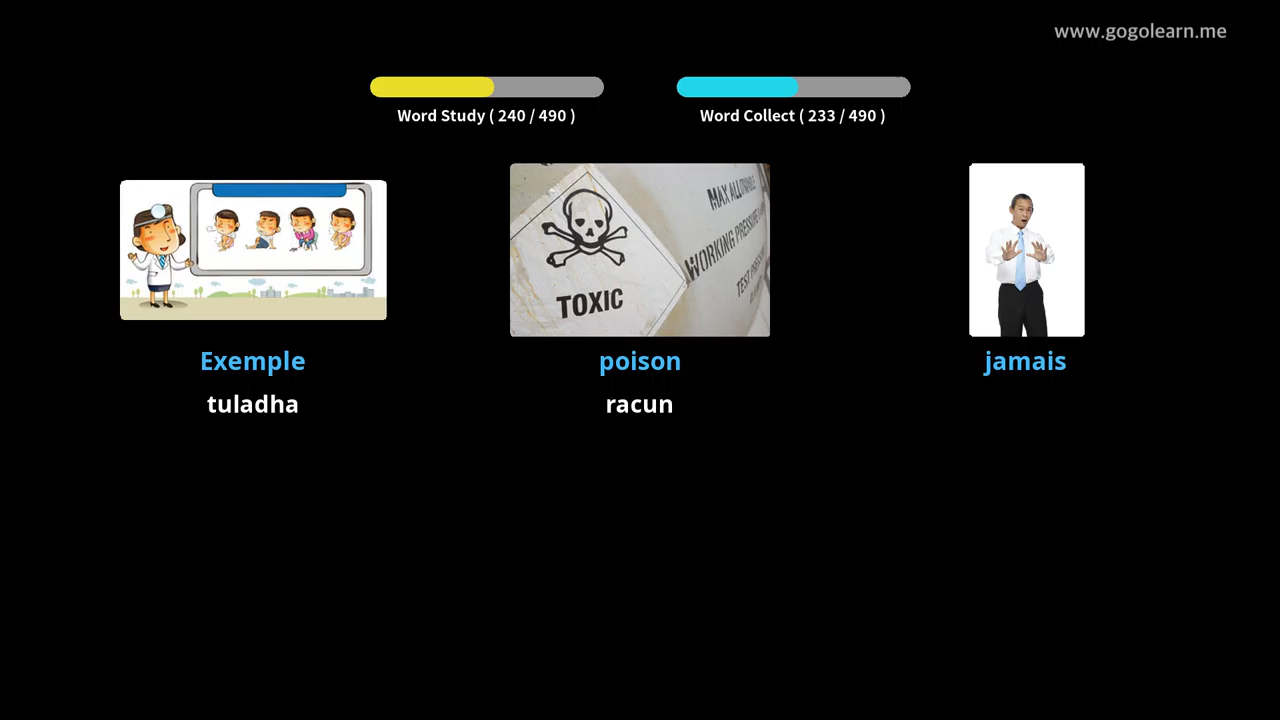 www.gogolearn.me
Word Study ( 240 / 490 )
Word Collect ( 233 / 490 )
TOXIC
MAX ALLOWABLE
WORKING PRESSURE
TEST
Exemple
poison
jamais
tuladha
racun